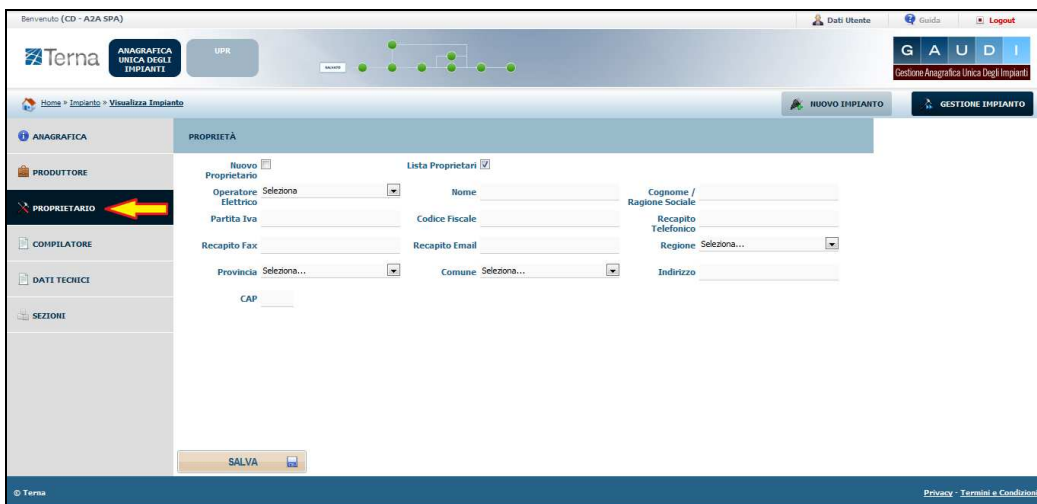 Benvenuto (CD - A2A SPA)
Dati Utente
Guida
Logout
Terna
ANAGRAFICA
UNICA DEGLI
IMPIANTI
UPR
G A U D I
Gestione Anagrafica Unica Degli Impianti
Home » Impianto » Visualizza Impianto
NUOVO IMPIANTO
GESTIONE IMPIANTO
ANAGRAFICA
PRODUTTORE
PROPRIETARIO
COMPILATORE
DATI TECNICI
SEZIONI
PROPRIETÀ
Nuovo
Proprietario
Lista Proprietari
Operatore
Elettrico
Seleziona
Nome
Cognome /
Ragione Sociale
Partita Iva
Codice Fiscale
Recapito
Telefonico
Recapito Fax
Recapito Email
Regione Seleziona...
Provincia Seleziona...
Comune Seleziona...
Indirizzo
CAP
SALVA
© Terna
Privacy - Termini e Condizioni